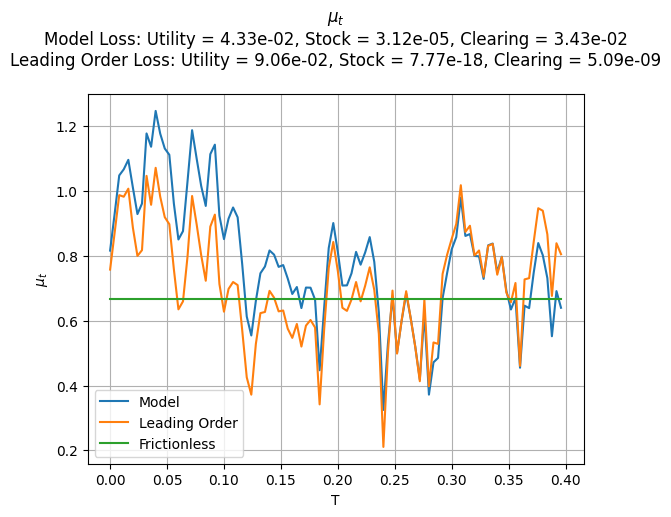 μt
Model Loss: Utility = 4.33e-02, Stock = 3.12e-05, Clearing = 3.43e-02
Leading Order Loss: Utility = 9.06e-02, Stock = 7.77e-18, Clearing = 5.09e-09
1.2
1.0
0.8
0.6
0.4
0.2
μt
Model
Leading Order
Frictionless
0.00
0.05
0.10
0.15
0.20
0.25
0.30
0.35
0.40
T